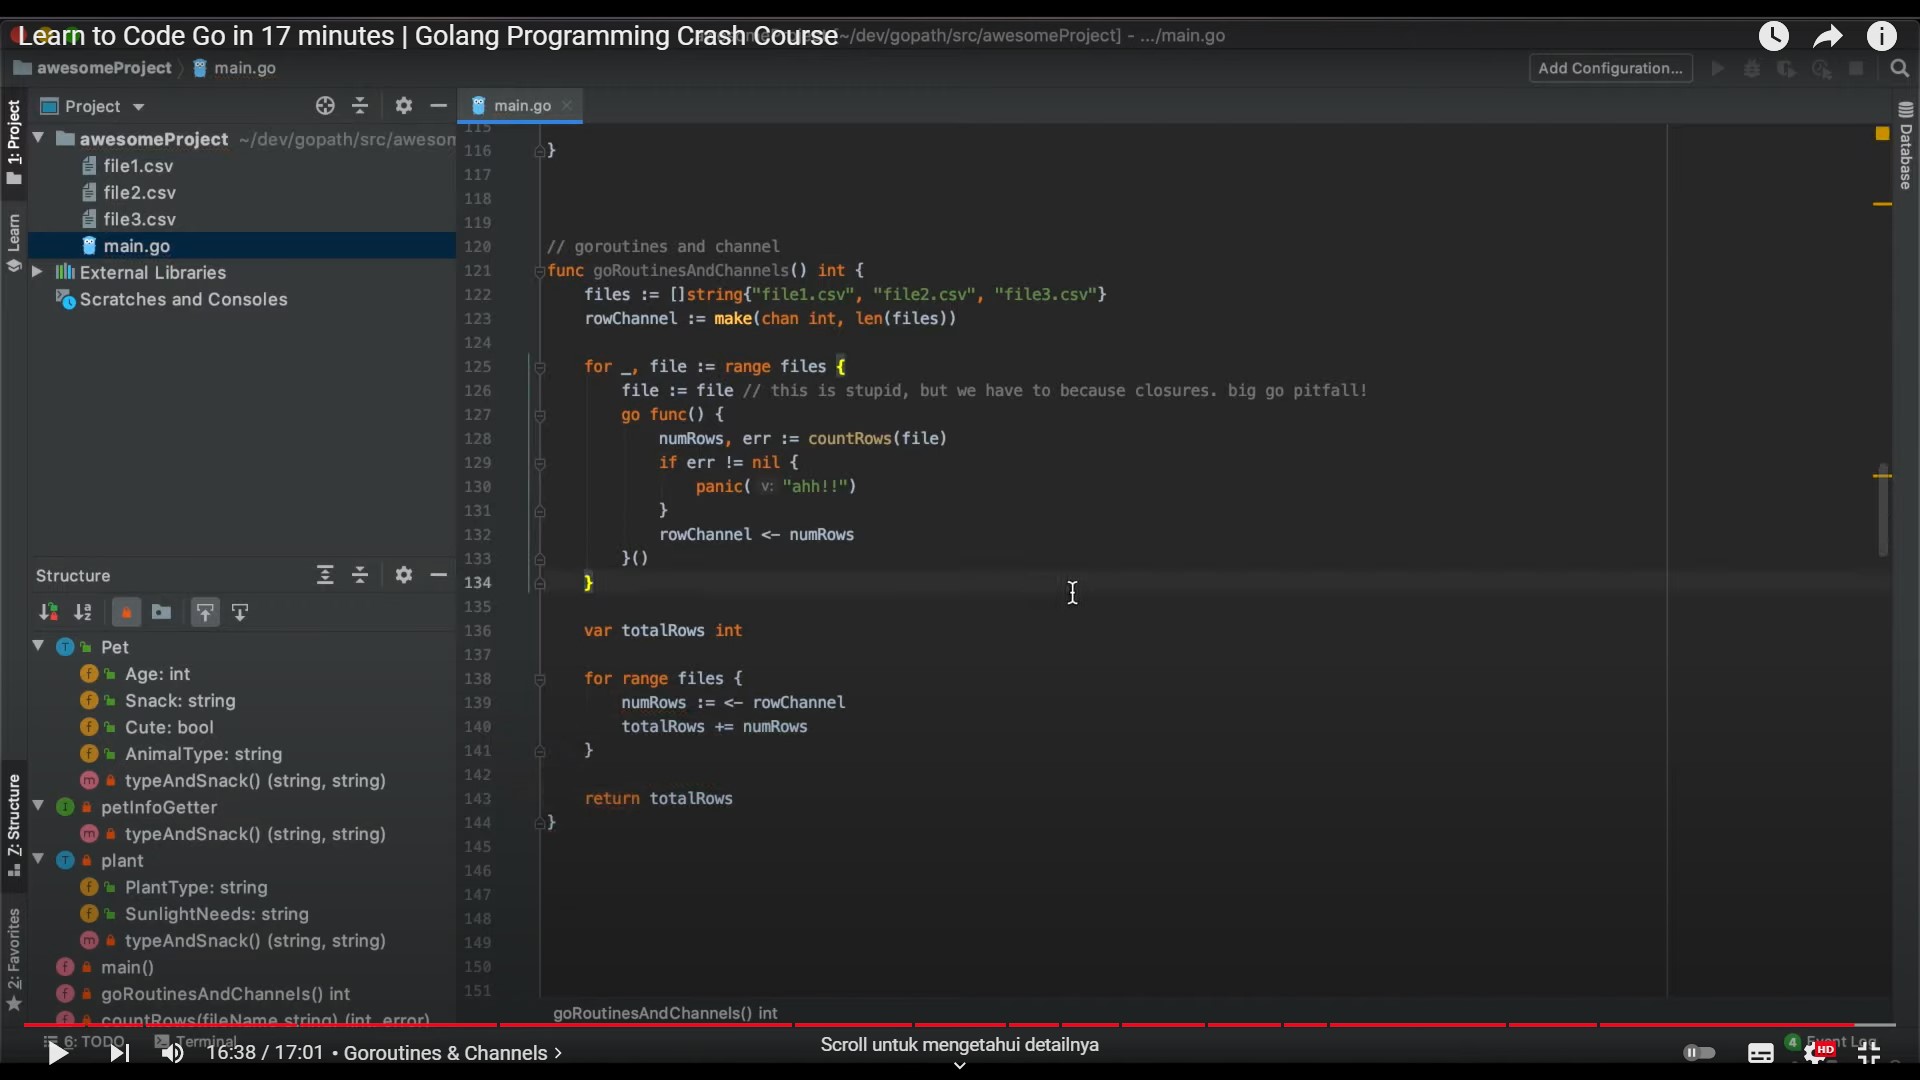 Learn to Code Go in 17 minutes | Golang Programming Crash Course
~/dev/gopath/src/awesomeProject] - .../main.go
awesomeProject
main.go
Add Configuration...
Project
main.go
1: Project
Learn
Z: Structure
2: Favorites
Database
awesomeProject ~/dev/gopath/src/awesom
file1.csv
file2.csv
file3.csv
main.go
External Libraries
Scratches and Consoles
Structure
Pet
Age: int
Snack: string
Cute: bool
AnimalType: string
typeAndSnack() (string, string)
petInfoGetter
typeAndSnack() (string, string)
plant
PlantType: string
SunlightNeeds: string
typeAndSnack() (string, string)
main()
goRoutinesAndChannels() int
countRows(fileName string) (int, error)
115
116 }
117
118
119
120 // goroutines and channel
121 func goRoutinesAndChannels() int {
122 files := []string{"file1.csv", "file2.csv", "file3.csv"}
123 rowChannel := make(chan int, len(files))
124
125 for _, file := range files {
126 file := file // this is stupid, but we have to because closures. big go pitfall!
127 go func() {
128 numRows, err := countRows(file)
129 if err != nil {
130 panic( v: "ahh!!")
131 }
132 rowChannel <- numRows
133 }()
134 }
135
136 var totalRows int
137
138 for range files {
139 numRows := <- rowChannel
140 totalRows += numRows
141 }
142
143 return totalRows
144 }
145
146
147
148
149
150
151
goRoutinesAndChannels() int
6: TODO
Terminal
4 Event Log
16:38 / 17:01 • Goroutines & Channels
Scroll untuk mengetahui detailnya
HD